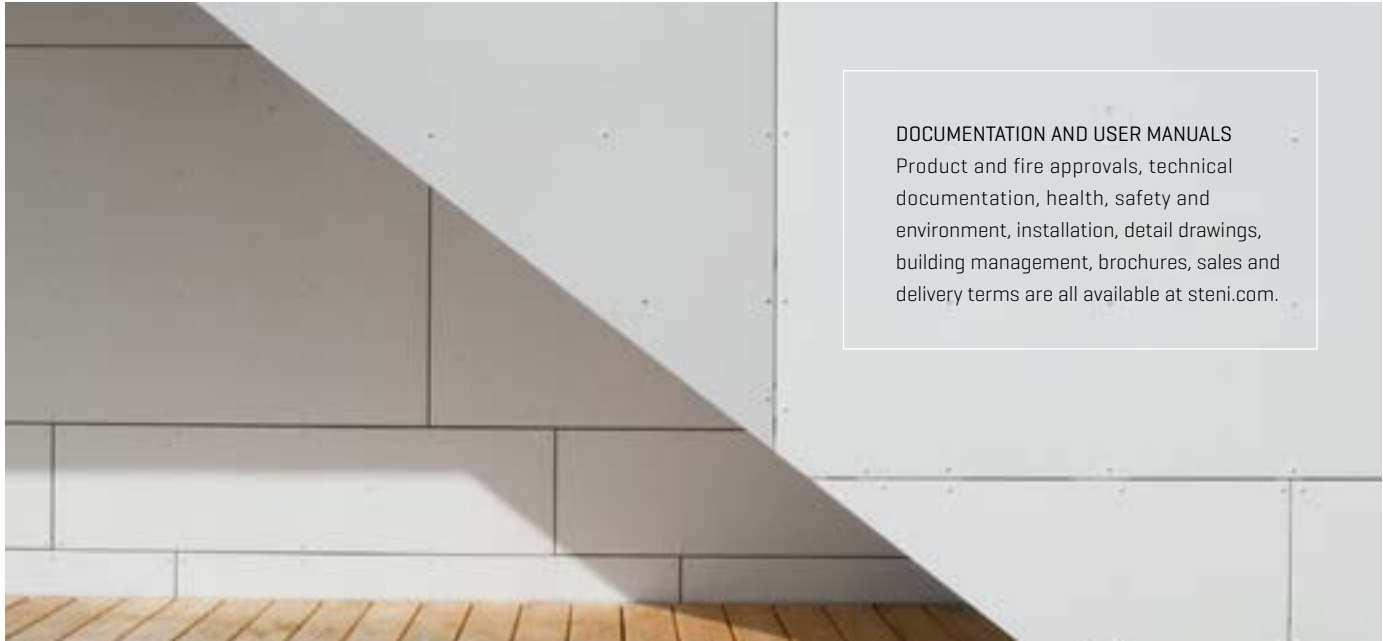 DOCUMENTATION AND USER MANUALS
Product and fire approvals, technical
documentation, health, safety and
environment, installation, detail drawings,
building management, brochures, sales and
delivery terms are all available at steni.com.